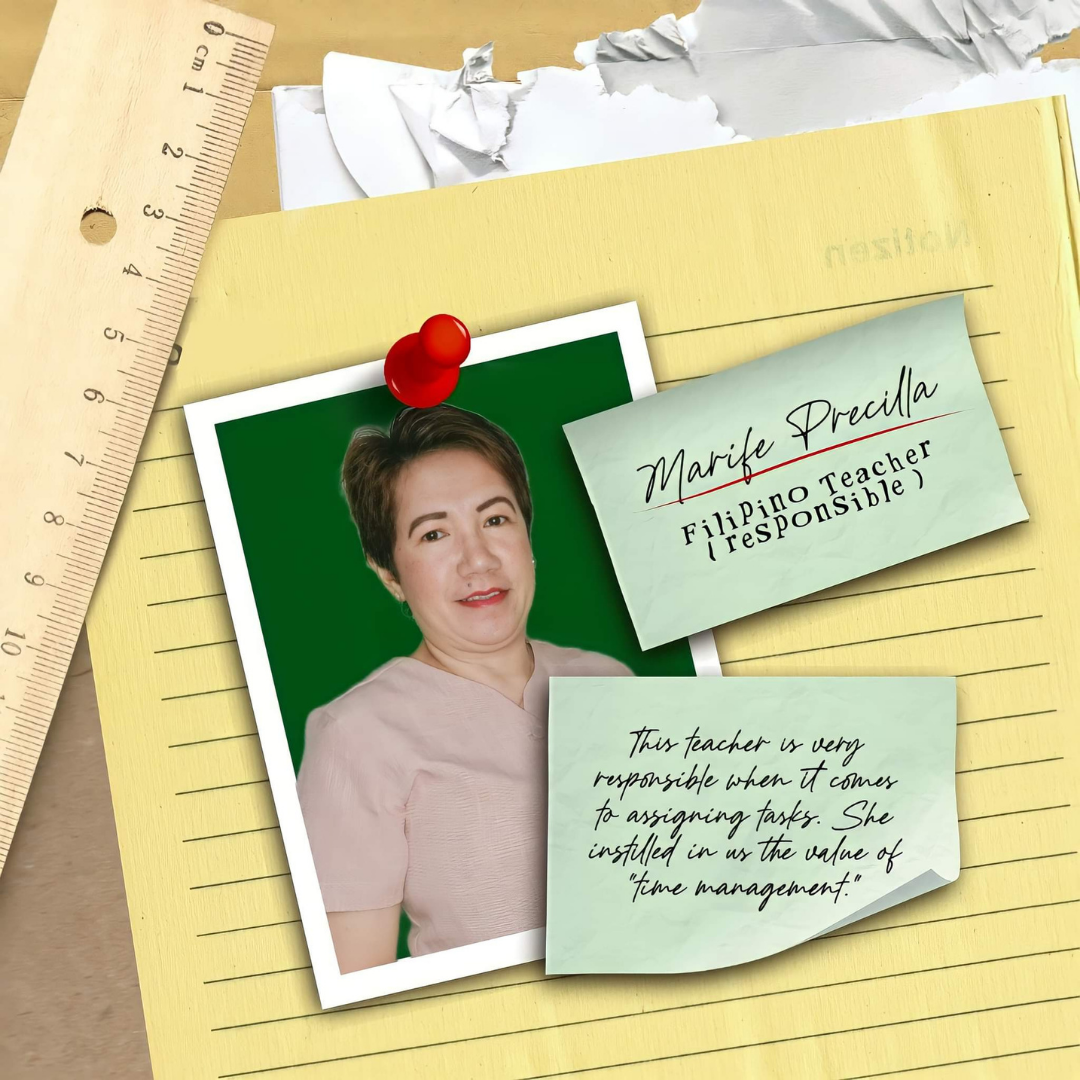 0 cm 1
2
3
4
5
6
7
8
9
10
Notizen
Marife Precilla
Filipino Teacher
(responsible)
This teacher is very
responsible when it comes
to assigning tasks. She
instilled in us the value of
"time management."